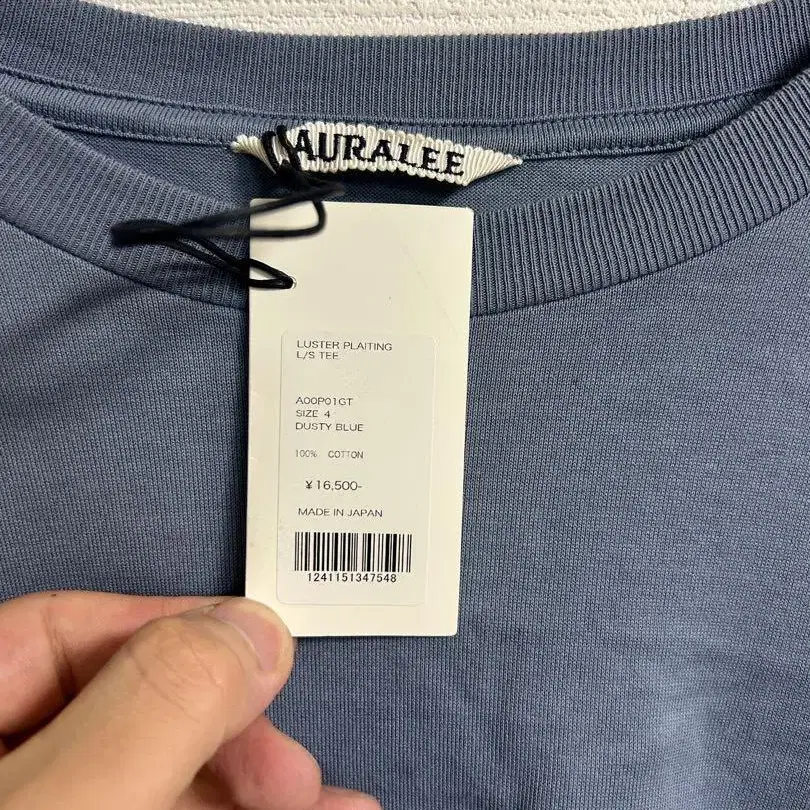 AURALEE
LUSTER PLAITING
L/S TEE
A00P01GT
SIZE 4
DUSTY BLUE
100% COTTON
¥16,500-
MADE IN JAPAN
1241151347548